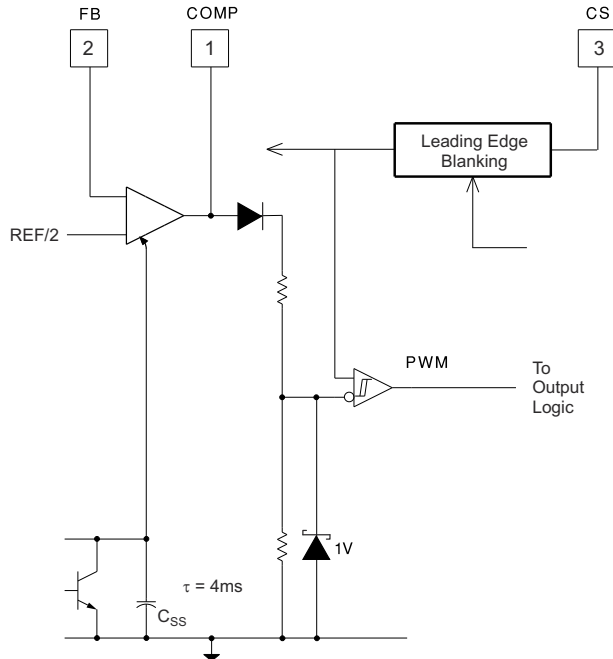 FB
COMP
CS
2
1
3
Leading Edge
Blanking
REF/2
PWM
To
Output
Logic
1V
τ = 4ms
CSS